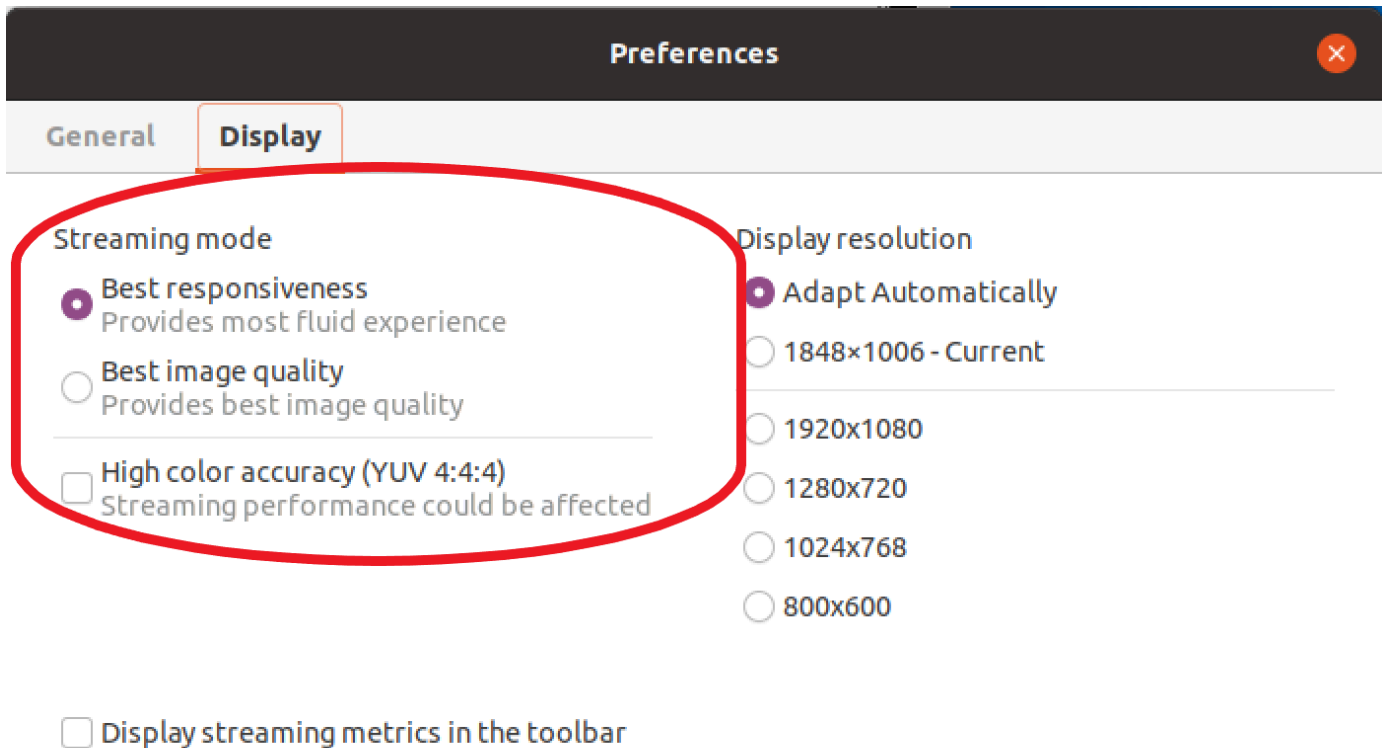 Preferences
General
Display
Streaming mode
Best responsiveness
Provides most fluid experience
Best image quality
Provides best image quality
High color accuracy (YUV 4:4:4)
Streaming performance could be affected
Display resolution
Adapt Automatically
1848×1006 - Current
1920x1080
1280x720
1024x768
800x600
Display streaming metrics in the toolbar